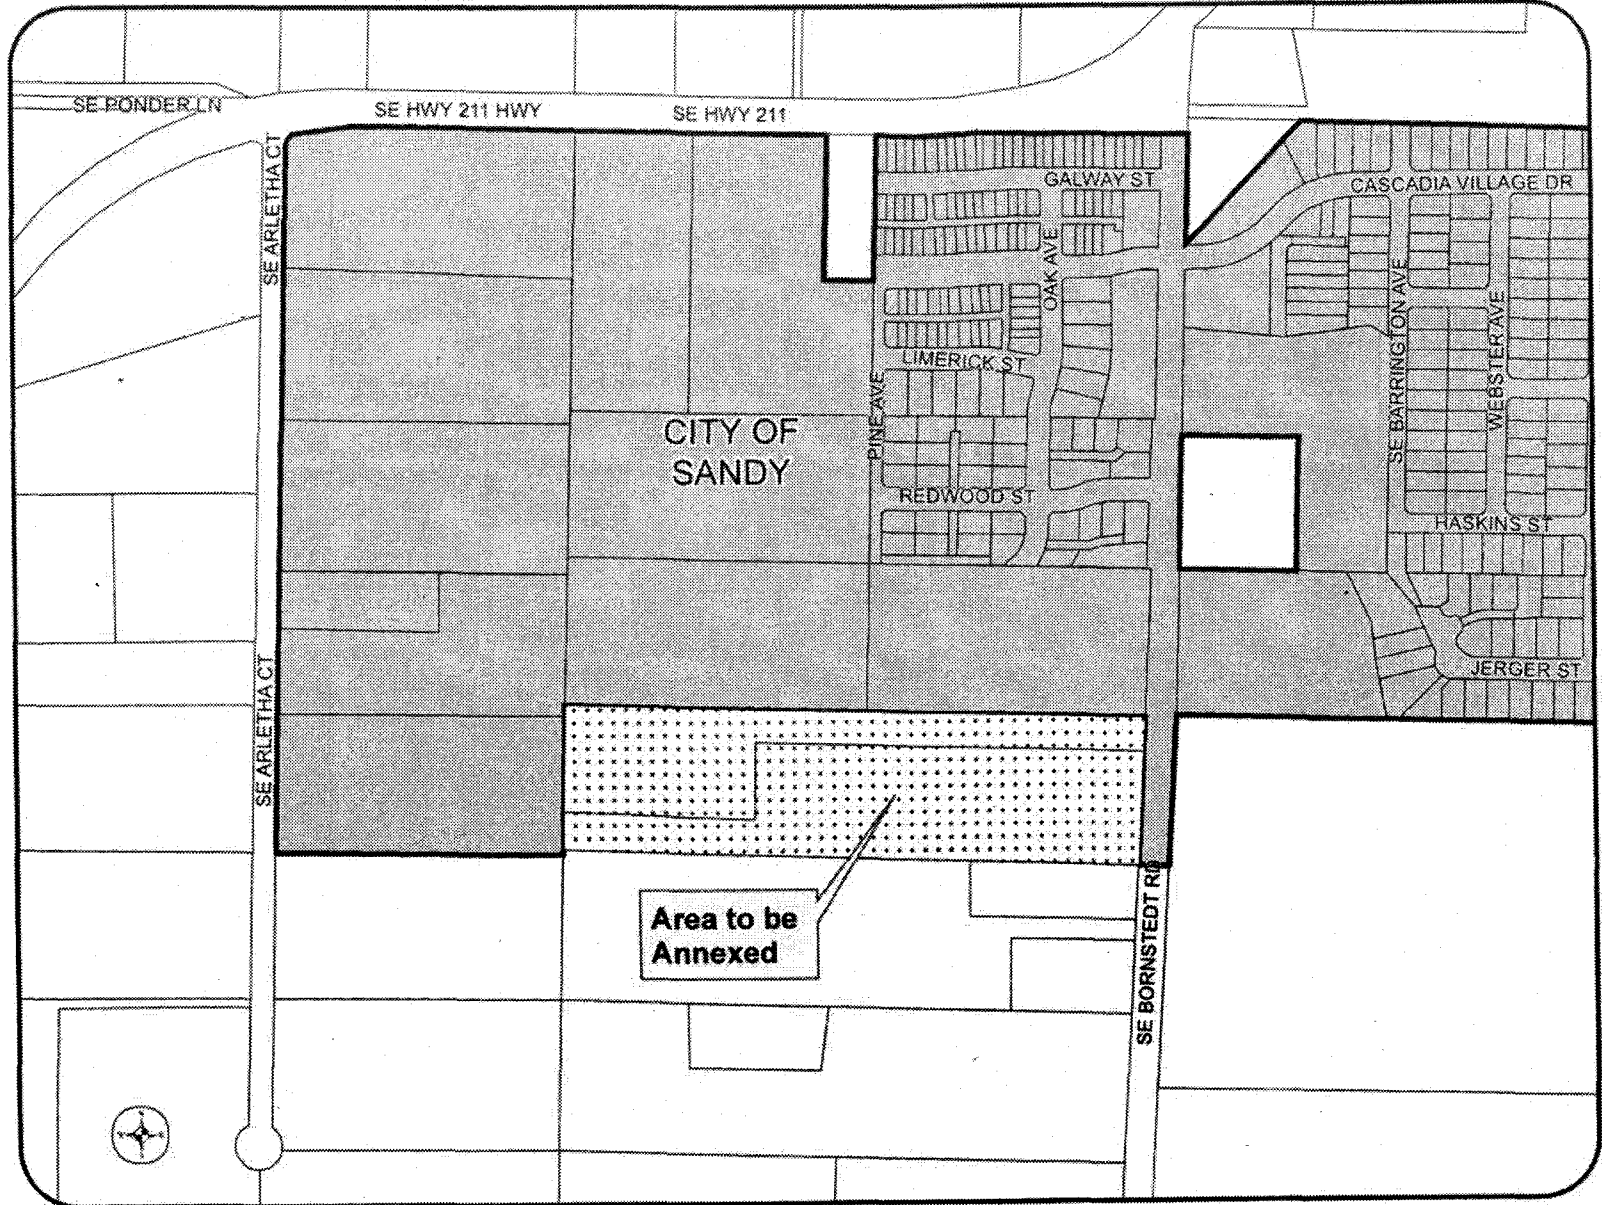 SE PONDER LN
SE HWY 211 HWY
SE HWY 211
SE ARLETHA CT
GALWAY ST
CASCADIA VILLAGE DR
OAK AVE
SE BARRINGTON AVE
WEBSTER AVE
LIMERICK ST
PINE AVE
CITY OF
SANDY
REDWOOD ST
HASKINS ST
JERGER ST
SE ARLETHA CT
Area to be
Annexed
SE BORNSTEDT RD